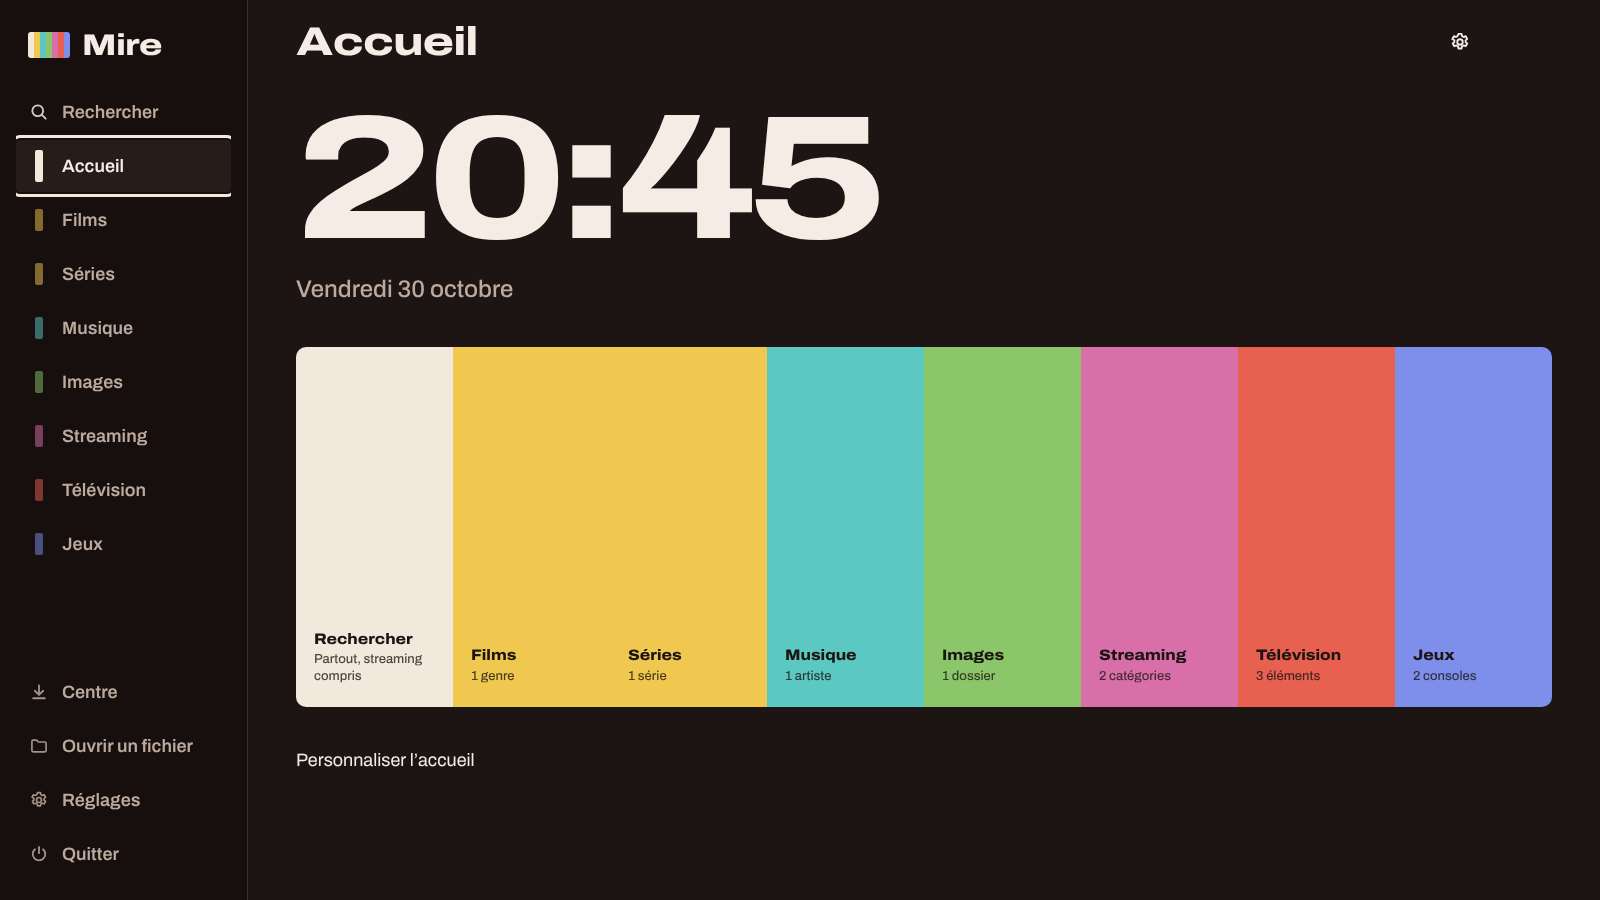 Mire
Rechercher
Accueil
Films
Séries
Musique
Images
Streaming
Télévision
Jeux
Centre
Ouvrir un fichier
Réglages
Quitter
Accueil
20:45
Vendredi 30 octobre
Rechercher
Partout, streaming
compris
Films
1 genre
Séries
1 série
Musique
1 artiste
Images
1 dossier
Streaming
2 catégories
Télévision
3 éléments
Jeux
2 consoles
Personnaliser l’accueil